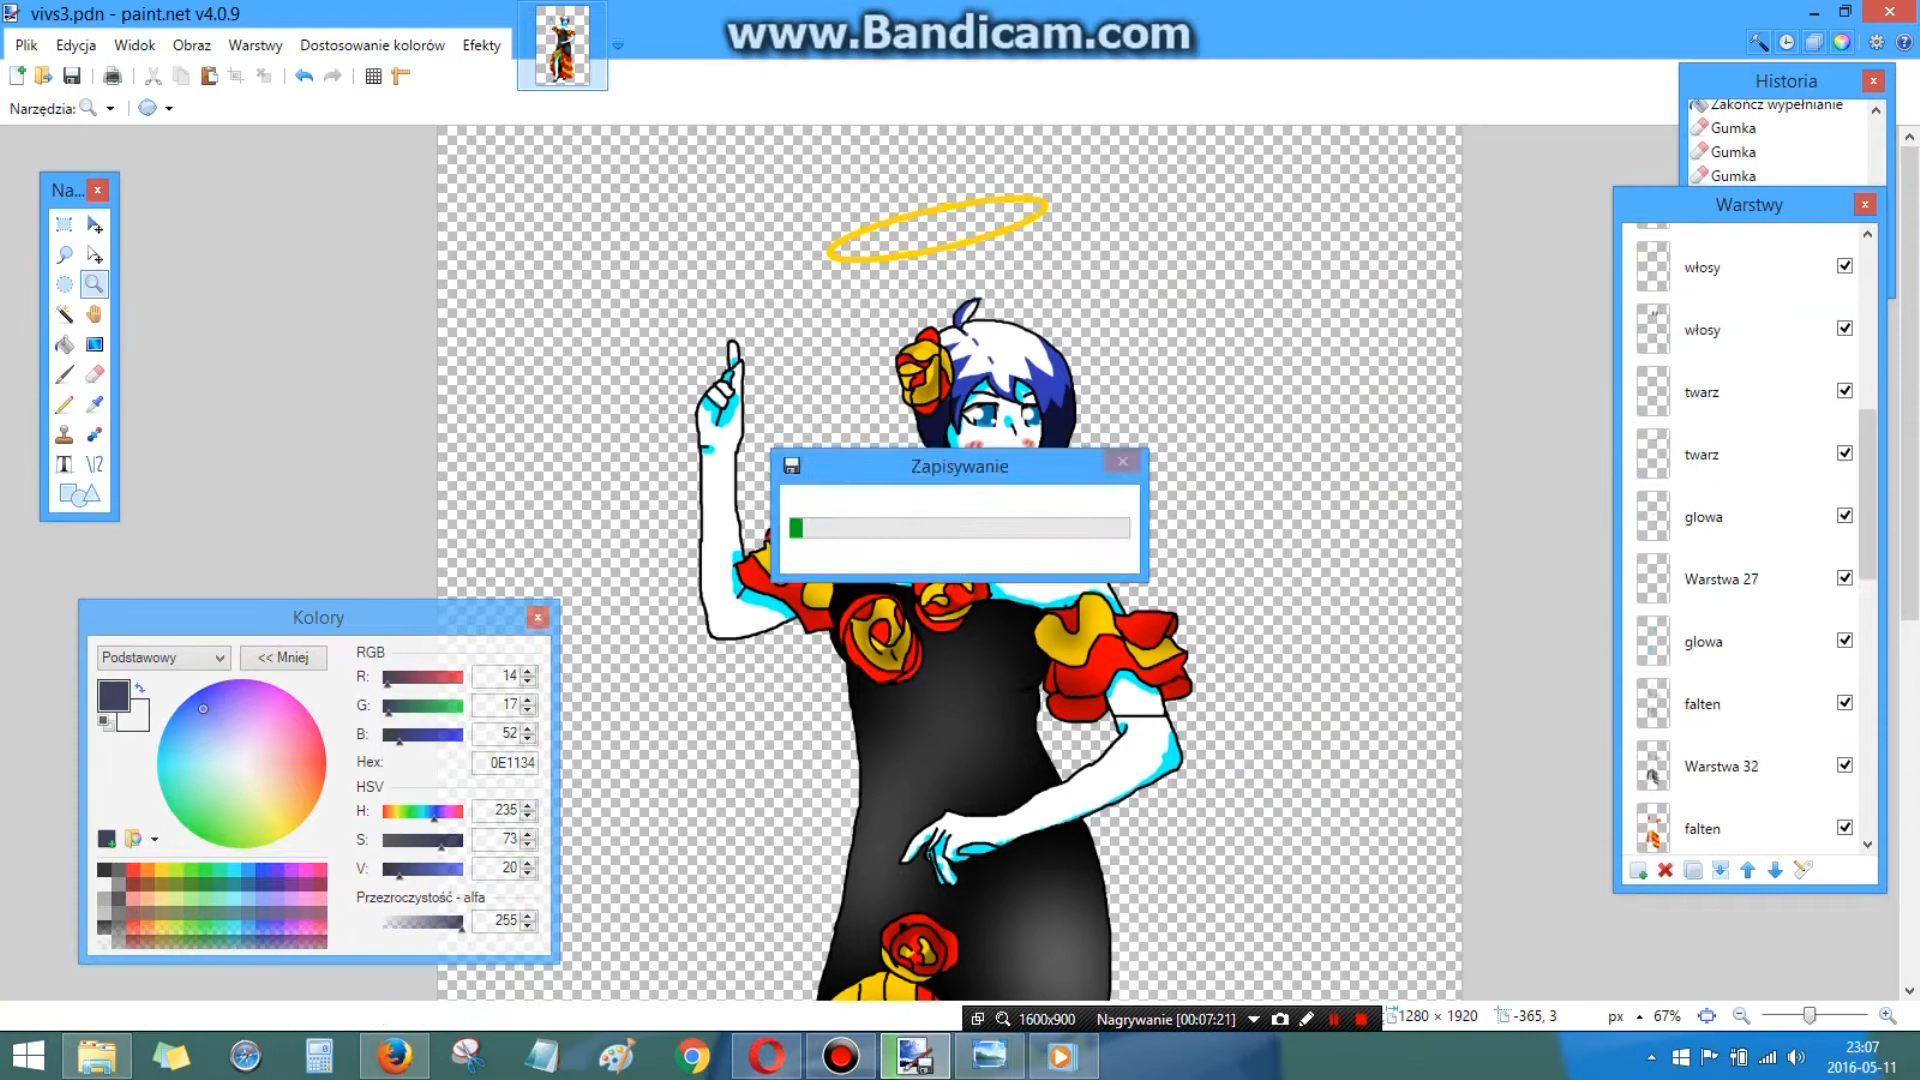 vivs3.pdn - paint.net v4.0.9
www.Bandicam.com
Plik Edycja Widok Obraz Warstwy Dostosowanie kolorów Efekty
Narzędzia:
Historia
Zakończ wypełnianie
Gumka
Gumka
Gumka
Na...
Warstwy
włosy
włosy
twarz
twarz
glowa
Warstwa 27
glowa
falten
Warstwa 32
falten
Zapisywanie
Kolory
Podstawowy
<< Mniej
RGB
R: 14
G: 17
B: 52
Hex: 0E1134
HSV
H: 235
S: 73
V: 20
Przezroczystość - alfa
255
1600x900 Nagrywanie [00:07:21]
1280 × 1920
-365, 3
px
67%
23:07
2016-05-11